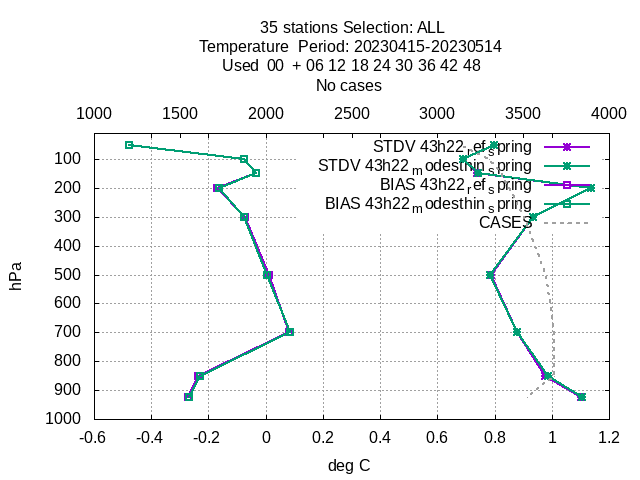 35 stations Selection: ALL
Temperature  Period: 20230415-20230514
Used  00  + 06 12 18 24 30 36 42 48
No cases
1000 1500 2000 2500 3000 3500 4000
STDV 43h22_ref_spring
STDV 43h22_modesthin_spring
BIAS 43h22_ref_spring
BIAS 43h22_modesthin_spring
CASES
100
200
300
400
500
600
700
800
900
1000
hPa
-0.6 -0.4 -0.2 0 0.2 0.4 0.6 0.8 1 1.2
deg C